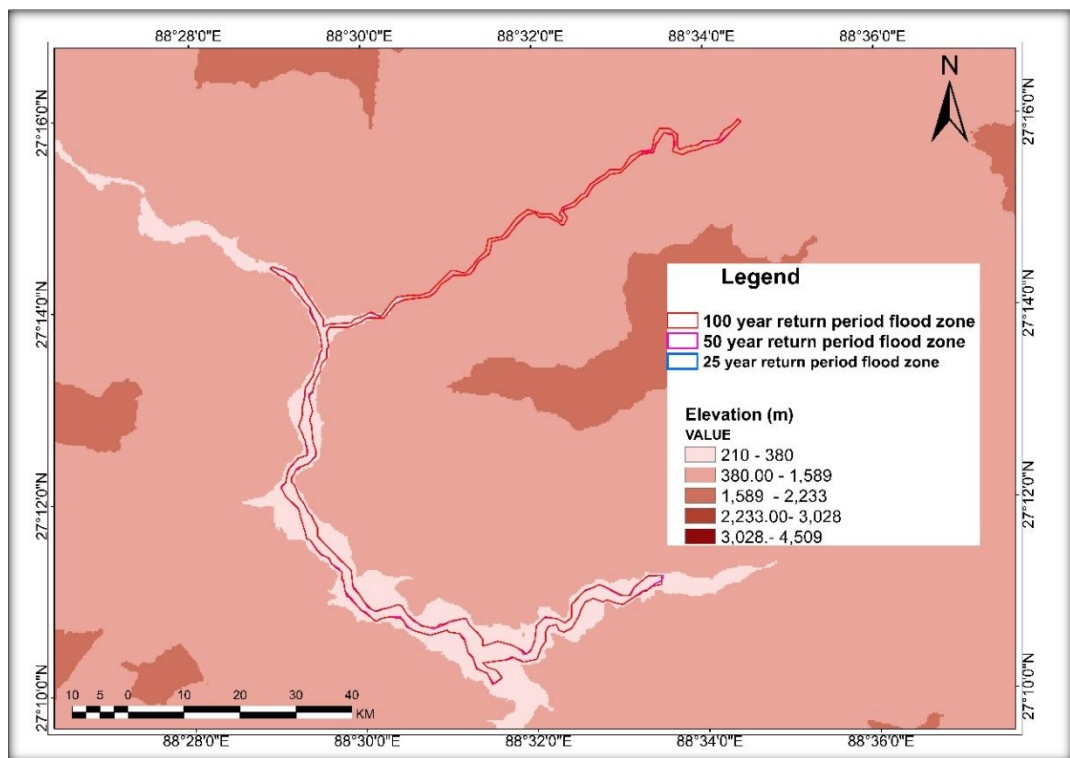 88°28'0"E 88°30'0"E 88°32'0"E 88°34'0"E 88°36'0"E
N
27°16'0"N 27°16'0"N
27°14'0"N 27°14'0"N
Legend
100 year return period flood zone
50 year return period flood zone
25 year return period flood zone
Elevation (m)
VALUE
210 - 380
380.00 - 1,589
1,589 - 2,233
2,233.00- 3,028
3,028.- 4,509
27°12'0"N 27°12'0"N
27°10'0"N 27°10'0"N
10 5 0 10 20 30 40
KM
88°28'0"E 88°30'0"E 88°32'0"E 88°34'0"E 88°36'0"E